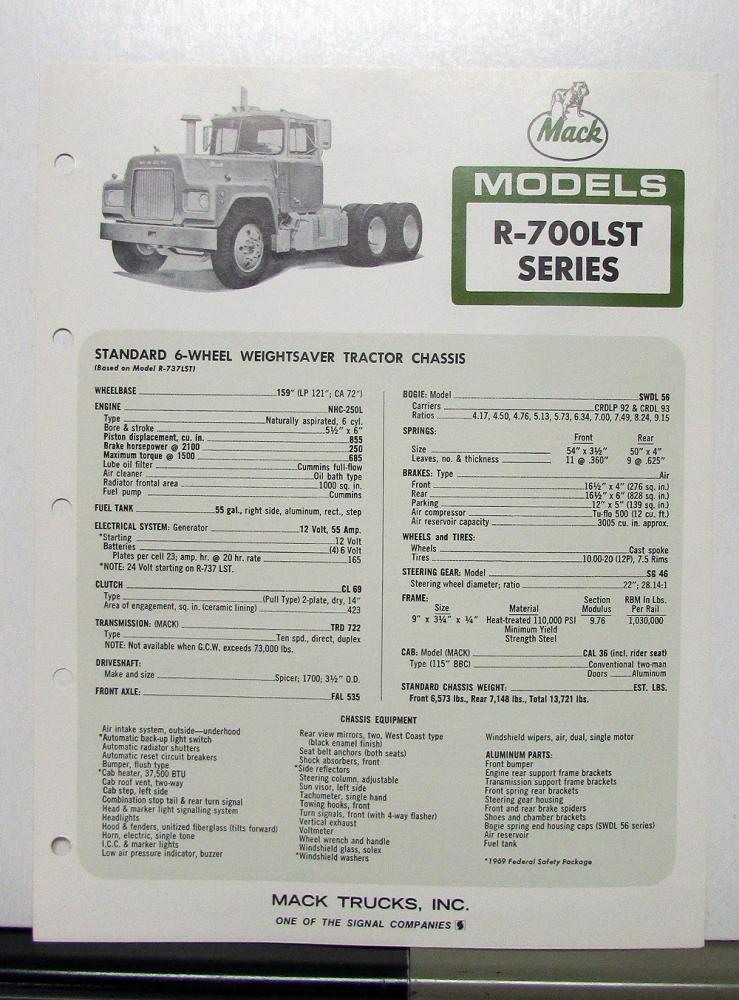 Mack
MODELS
R-700LST
SERIES
STANDARD 6-WHEEL WEIGHTSAVER TRACTOR CHASSIS
(Based on Model R-737LST)
WHEELBASE 159" (LP 121"; CA 72")
ENGINE NHC-250L
Type Naturally aspirated, 6 cyl.
Bore & stroke 5½" x 6"
Piston displacement, cu. in. 855
Brake horsepower @ 2100 250
Maximum torque @ 1500 685
Lube oil filter Cummins full-flow
Air cleaner Oil bath type
Radiator frontal area 1000 sq. in.
Fuel pump Cummins
FUEL TANK 55 gal., right side, aluminum, rect., step
ELECTRICAL SYSTEM: Generator 12 Volt, 55 Amp.
*Starting 12 Volt
Batteries (4) 6 Volt
Plates per cell 23; amp. hr. @ 20 hr. rate 165
*NOTE: 24 Volt starting on R-737 LST.
CLUTCH CL 69
Type (Pull Type) 2-plate, dry, 14"
Area of engagement, sq. in. (ceramic lining) 423
TRANSMISSION: (MACK) TRD 722
Type Ten spd., direct, duplex
NOTE: Not available when G.C.W. exceeds 73,000 lbs.
DRIVESHAFT:
Make and size Spicer; 1700; 3½" O.D.
FRONT AXLE: FAL 535
BOGIE: Model SWDL 56
Carriers CRDLP 92 & CRDL 93
Ratios 4.17, 4.50, 4.76, 5.13, 5.73, 6.34, 7.00, 7.49, 8.24, 9.15
SPRINGS:
Front Rear
Size 54" x 3½" 50" x 4"
Leaves, no. & thickness 11 @ .360" 9 @ .625"
BRAKES: Type Air
Front 16½" x 4" (276 sq. in.)
Rear 16½" x 6" (828 sq. in.)
Parking 12" x 5" (139 sq. in.)
Air compressor Tu-flo 500 (12 cu. ft.)
Air reservoir capacity 3005 cu. in. approx.
WHEELS and TIRES:
Wheels Cast spoke
Tires 10.00-20 (12P), 7.5 Rims
STEERING GEAR: Model SG 46
Steering wheel diameter; ratio 22"; 28.14:1
FRAME: Section RBM In Lbs.
Size Material Modulus Per Rail
9" x 3¼" x ¼" Heat-treated 110,000 PSI 9.76 1,030,000
Minimum Yield
Strength Steel
CAB: Model (MACK) CAL 36 (incl. rider seat)
Type (115" BBC) Conventional two-man
Doors Aluminum
STANDARD CHASSIS WEIGHT: EST. LBS.
Front 6,573 lbs., Rear 7,148 lbs., Total 13,721 lbs.
CHASSIS EQUIPMENT
Air intake system, outside—underhood
*Automatic back-up light switch
Automatic radiator shutters
Automatic reset circuit breakers
Bumper, flush type
*Cab heater, 37,500 BTU
Cab roof vent, two-way
Cab step, left side
Combination stop tail & rear turn signal
Head & marker light signalling system
Headlights
Hood & fenders, unitized fiberglass (tilts forward)
Horn, electric, single tone
I.C.C. & marker lights
Low air pressure indicator, buzzer
Rear view mirrors, two, West Coast type
(black enamel finish)
Seat belt anchors (both seats)
Shock absorbers, front
*Side reflectors
Steering column, adjustable
Sun visor, left side
Tachometer, single hand
Towing hooks, front
Turn signals, front (with 4-way flasher)
Vertical exhaust
Voltmeter
Wheel wrench and handle
Windshield glass, solex
*Windshield washers
Windshield wipers, air, dual, single motor
ALUMINUM PARTS:
Front bumper
Engine rear support frame brackets
Transmission support frame brackets
Front spring rear brackets
Steering gear housing
Front and rear brake spiders
Shoes and chamber brackets
Bogie spring end housing caps (SWDL 56 series)
Air reservoir
Fuel tank
*1969 Federal Safety Package
MACK TRUCKS, INC.
ONE OF THE SIGNAL COMPANIES